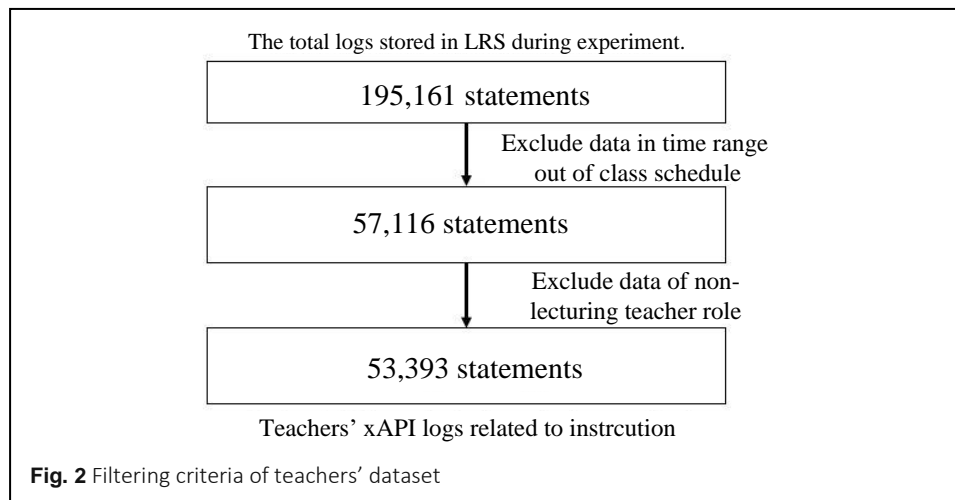 The total logs stored in LRS during experiment.
195,161 statements
Exclude data in time range
out of class schedule
57,116 statements
Exclude data of non-
lecturing teacher role
53,393 statements
Teachers’ xAPI logs related to instrcution
Fig. 2 Filtering criteria of teachers’ dataset